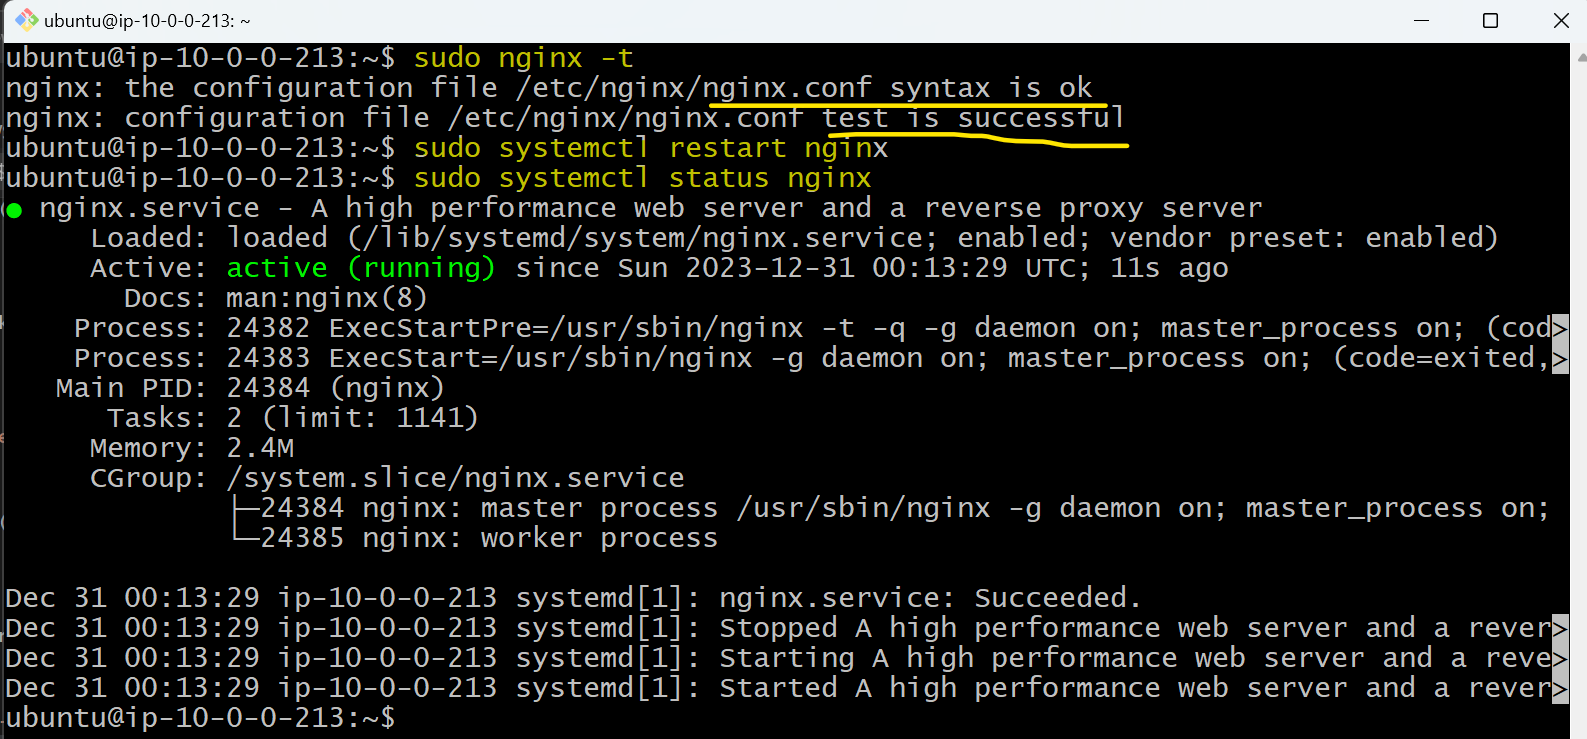 ubuntu@ip-10-0-0-213: ~
ubuntu@ip-10-0-0-213:~$ sudo nginx -t
nginx: the configuration file /etc/nginx/nginx.conf syntax is ok
nginx: configuration file /etc/nginx/nginx.conf test is successful
ubuntu@ip-10-0-0-213:~$ sudo systemctl restart nginx
ubuntu@ip-10-0-0-213:~$ sudo systemctl status nginx
● nginx.service - A high performance web server and a reverse proxy server
     Loaded: loaded (/lib/systemd/system/nginx.service; enabled; vendor preset: enabled)
     Active: active (running) since Sun 2023-12-31 00:13:29 UTC; 11s ago
       Docs: man:nginx(8)
    Process: 24382 ExecStartPre=/usr/sbin/nginx -t -q -g daemon on; master_process on; (cod>
    Process: 24383 ExecStart=/usr/sbin/nginx -g daemon on; master_process on; (code=exited,>
   Main PID: 24384 (nginx)
      Tasks: 2 (limit: 1141)
     Memory: 2.4M
     CGroup: /system.slice/nginx.service
             ├─24384 nginx: master process /usr/sbin/nginx -g daemon on; master_process on;
             └─24385 nginx: worker process
Dec 31 00:13:29 ip-10-0-0-213 systemd[1]: nginx.service: Succeeded.
Dec 31 00:13:29 ip-10-0-0-213 systemd[1]: Stopped A high performance web server and a rever>
Dec 31 00:13:29 ip-10-0-0-213 systemd[1]: Starting A high performance web server and a reve>
Dec 31 00:13:29 ip-10-0-0-213 systemd[1]: Started A high performance web server and a rever>
ubuntu@ip-10-0-0-213:~$